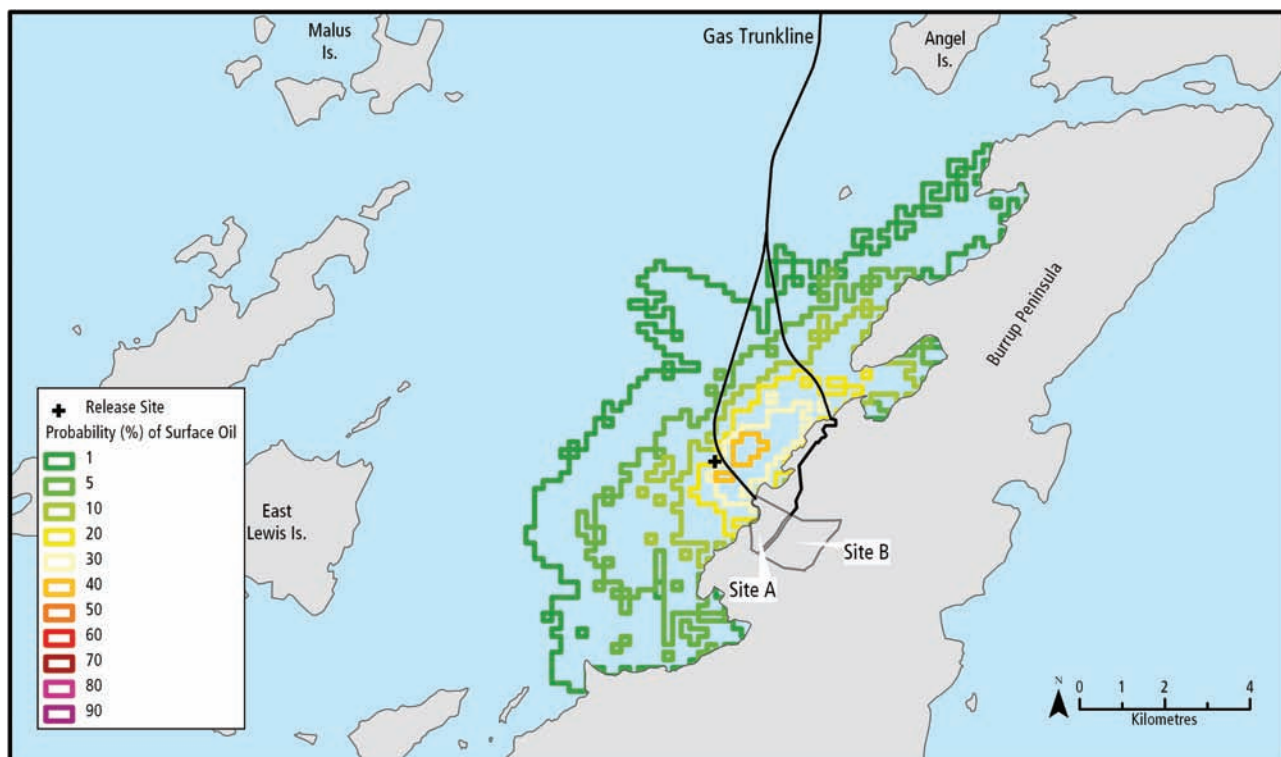 Malus
Is.
Gas Trunkline
Angel
Is.
Burrup Peninsula
Release Site
Probability (%) of Surface Oil
1
5
10
20
30
40
50
60
70
80
90
East
Lewis Is.
Site B
Site A
N
0 1 2 4
Kilometres